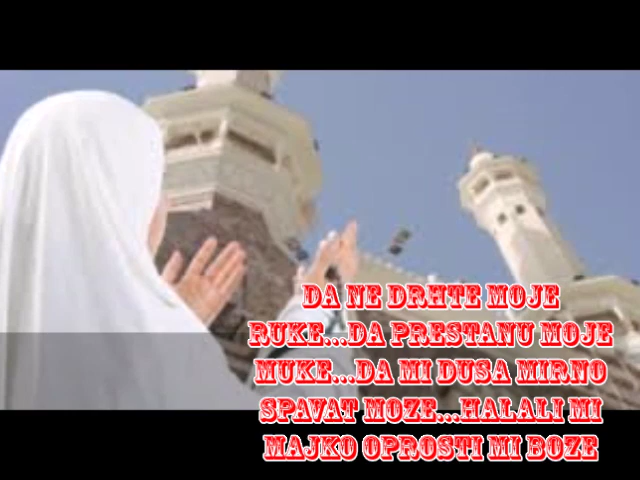 DA NE DRHTE MOJE
RUKE...DA PRESTANU MOJE
MUKE...DA MI DUSA MIRNO
SPAVAT MOZE...HALALI MI
MAJKO OPROSTI MI BOZE